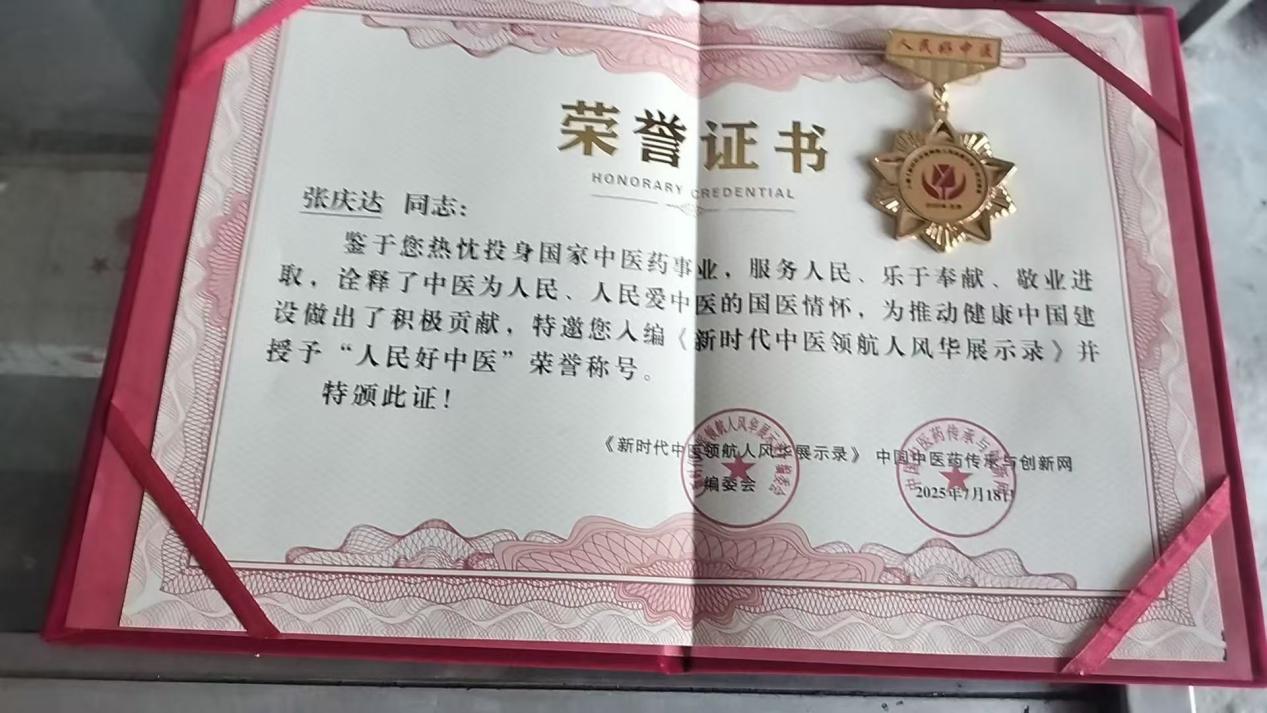 人民好中医
荣誉证书
HONORARY CREDENTIAL
张庆达 同志：
鉴于您热忱投身国家中医药事业，服务人民、乐于奉献、敬业进
取，诠释了中医为人民、人民爱中医的国医情怀，为推动健康中国建
设做出了积极贡献，特邀您入编《新时代中医领航人风华展示录》并
授予“人民好中医”荣誉称号。
特颁此证！
《新时代中医领航人风华展示录》 中国中医药传承与创新网
编委会
2025年7月18日